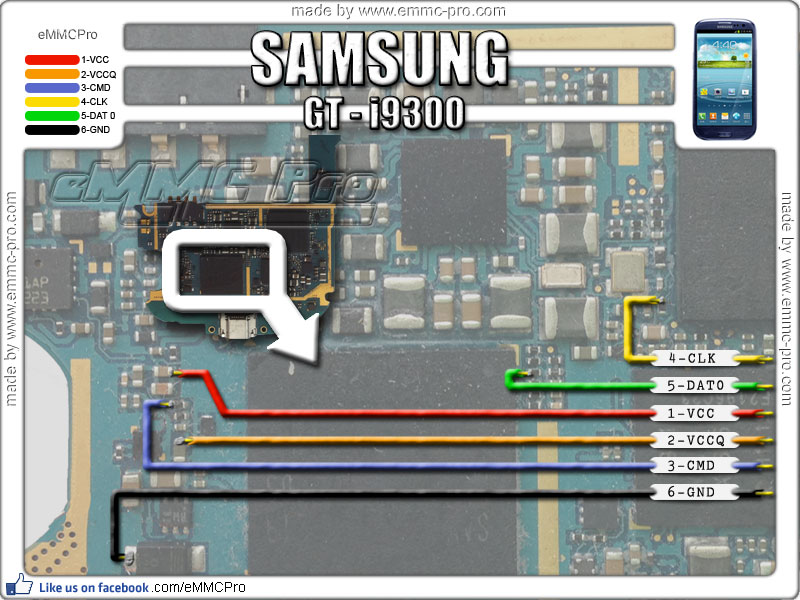 made by www.emmc-pro.com
eMMCPro
1-VCC
2-VCCQ
3-CMD
4-CLK
5-DAT 0
6-GND
SAMSUNG
GT - i9300
eMMC Pro
made by www.emmc-pro.com
made by www.emmc-pro.com
4-CLK
5-DAT0
1-VCC
2-VCCQ
3-CMD
6-GND
Like us on facebook.com/eMMCPro